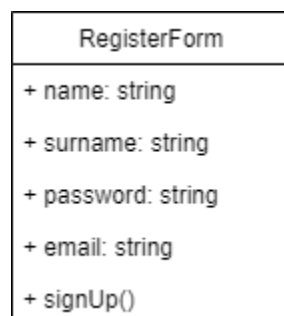 RegisterForm
+ name: string
+ surname: string
+ password: string
+ email: string
+ signUp()